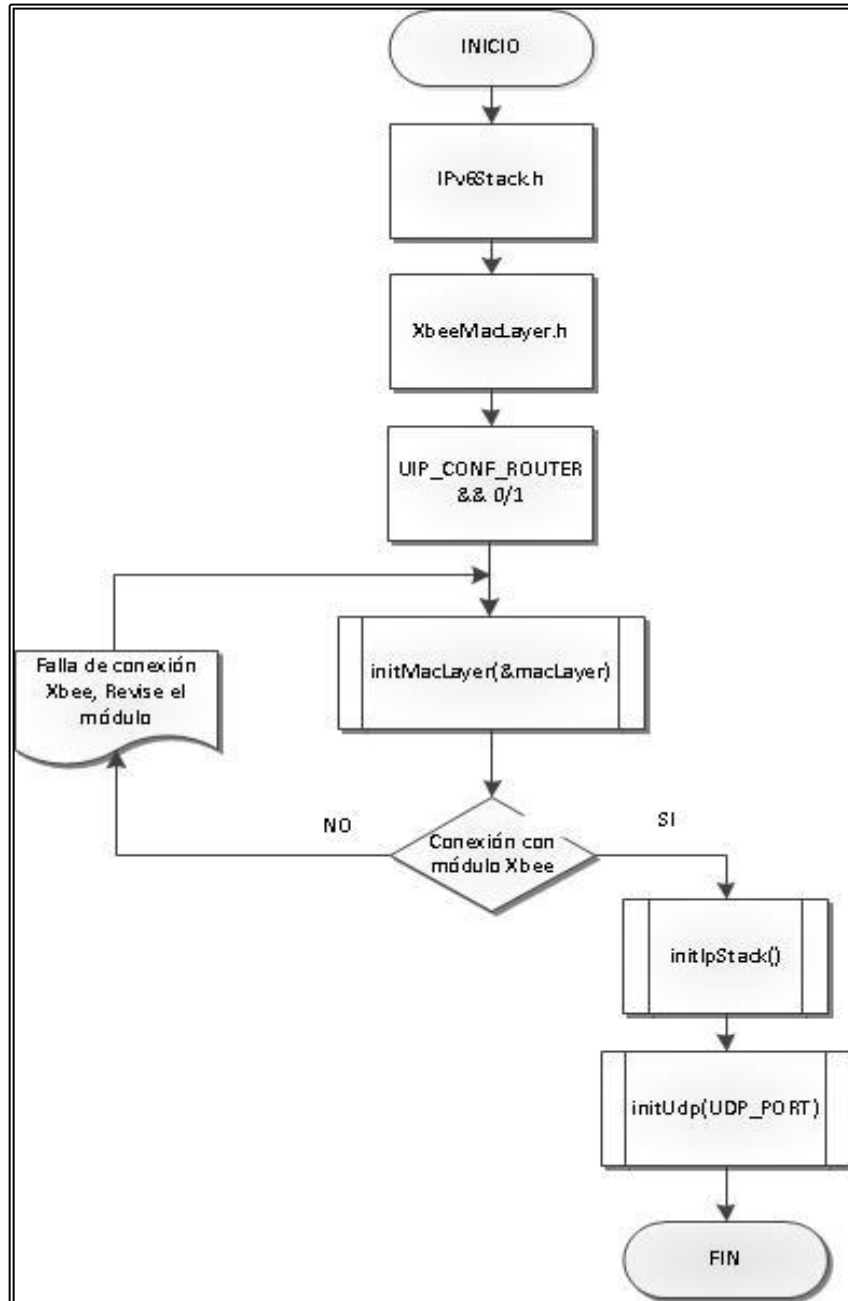 INICIO
IPv6Stack.h
XbeeMacLayer.h
UIP_CONF_ROUTER
&& 0/1
Falla de conexión
Xbee, Revise el
módulo
initMacLayer(&macLayer)
NO
SI
Conexión con
módulo Xbee
initIpStack()
initUdp(UDP_PORT)
FIN